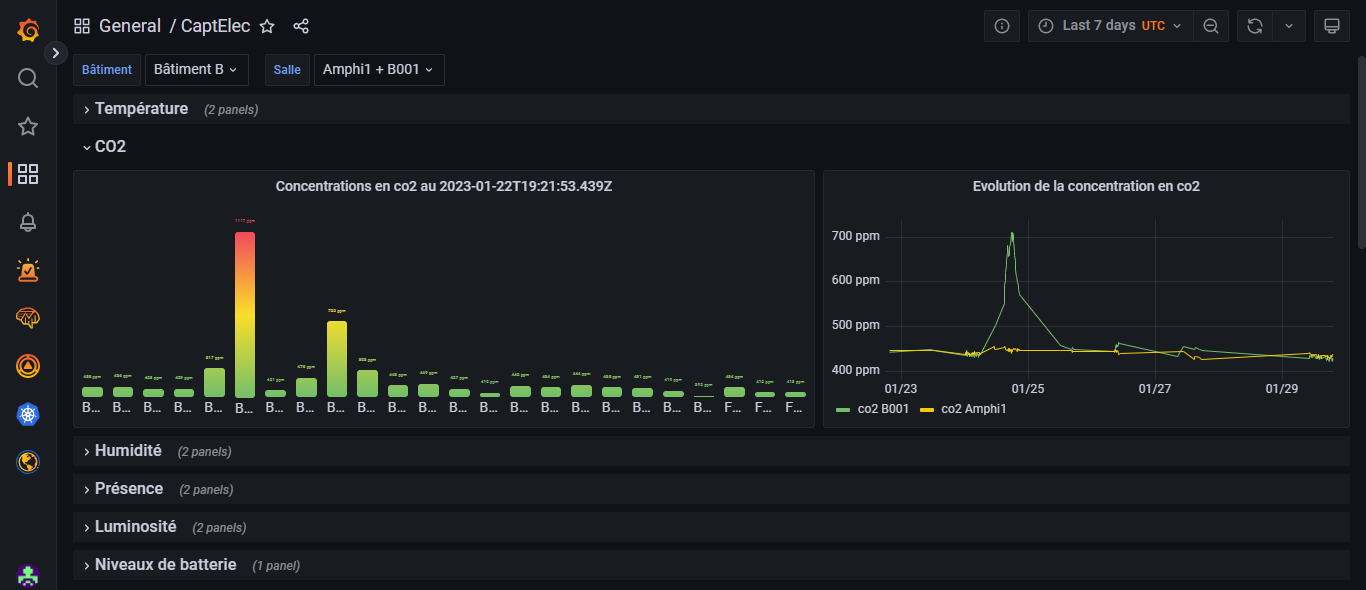 General / CaptElec
Last 7 days UTC
Bâtiment Bâtiment B Salle Amphi1 + B001
Température (2 panels)
CO2
Concentrations en co2 au 2023-01-22T19:21:53.439Z
B... B... B... B... B... B... B... B... B... B... B... B... B... B... B... B... B... B... B... B... B... F... F... F...
Evolution de la concentration en co2
700 ppm
600 ppm
500 ppm
400 ppm
01/23 01/25 01/27 01/29
co2 B001 co2 Amphi1
Humidité (2 panels)
Présence (2 panels)
Luminosité (2 panels)
Niveaux de batterie (1 panel)